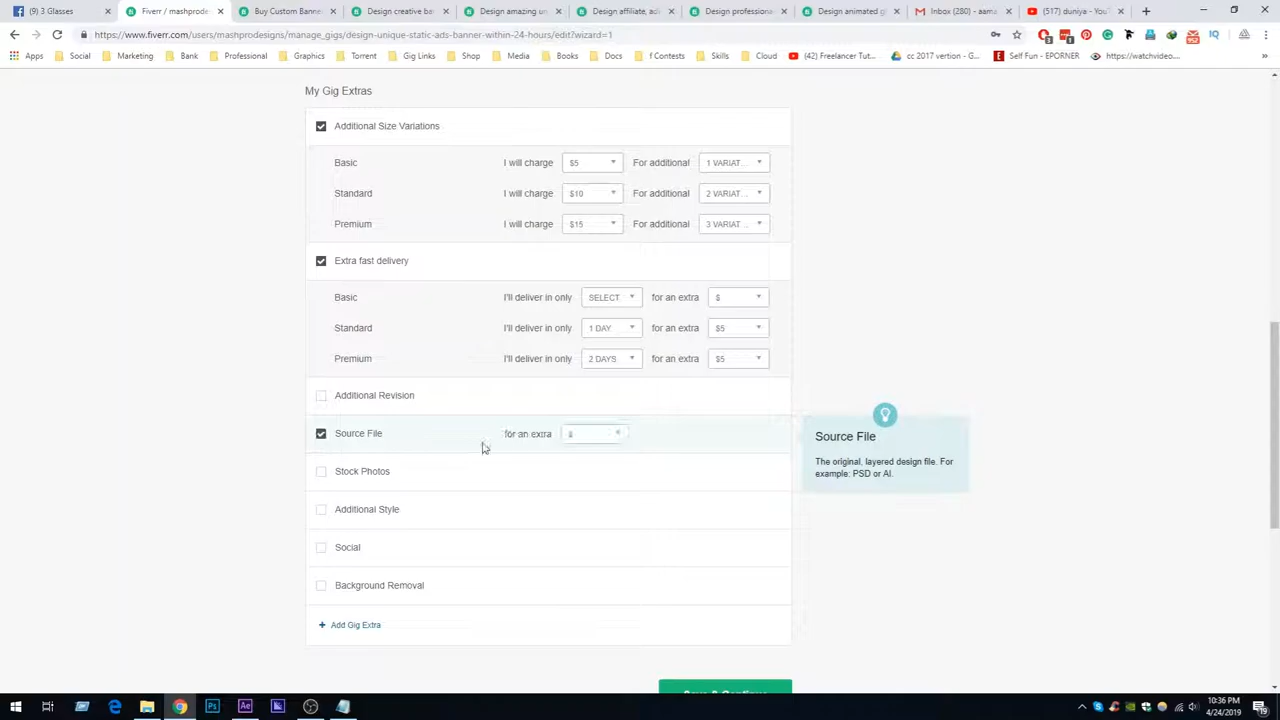 (9) 3.Glasses
Fiverr / mashprode
Buy Custom Banner
Design creative ba
Design amazing un
Design affiliate, ad
Design professiona
Design animated g
Inbox (280) - aama
(517) duniya - YouT
https://www.fiverr.com/users/mashprodesigns/manage_gigs/design-unique-static-ads-banner-within-24-hours/edit?wizard=1
Apps Social Marketing Bank Professional Graphics Torrent Gig Links Shop Media Books Docs f Contests Skills Cloud (42) Freelancer Tut... cc 2017 vertion - G... Self Fun - EPORNER https://watchvideo.... »
My Gig Extras
Additional Size Variations
Basic I will charge $5 For additional 1 VARIAT...
Standard I will charge $10 For additional 2 VARIAT...
Premium I will charge $15 For additional 3 VARIAT ...
Extra fast delivery
Basic I'll deliver in only SELECT for an extra $
Standard I'll deliver in only 1 DAY for an extra $5
Premium I'll deliver in only 2 DAYS for an extra $5
Additional Revision
Source File for an extra $
Source File
The original, layered design file. For
example: PSD or AI.
Stock Photos
Additional Style
Social
Background Removal
+ Add Gig Extra
Save & Continue
10:36 PM
4/24/2019